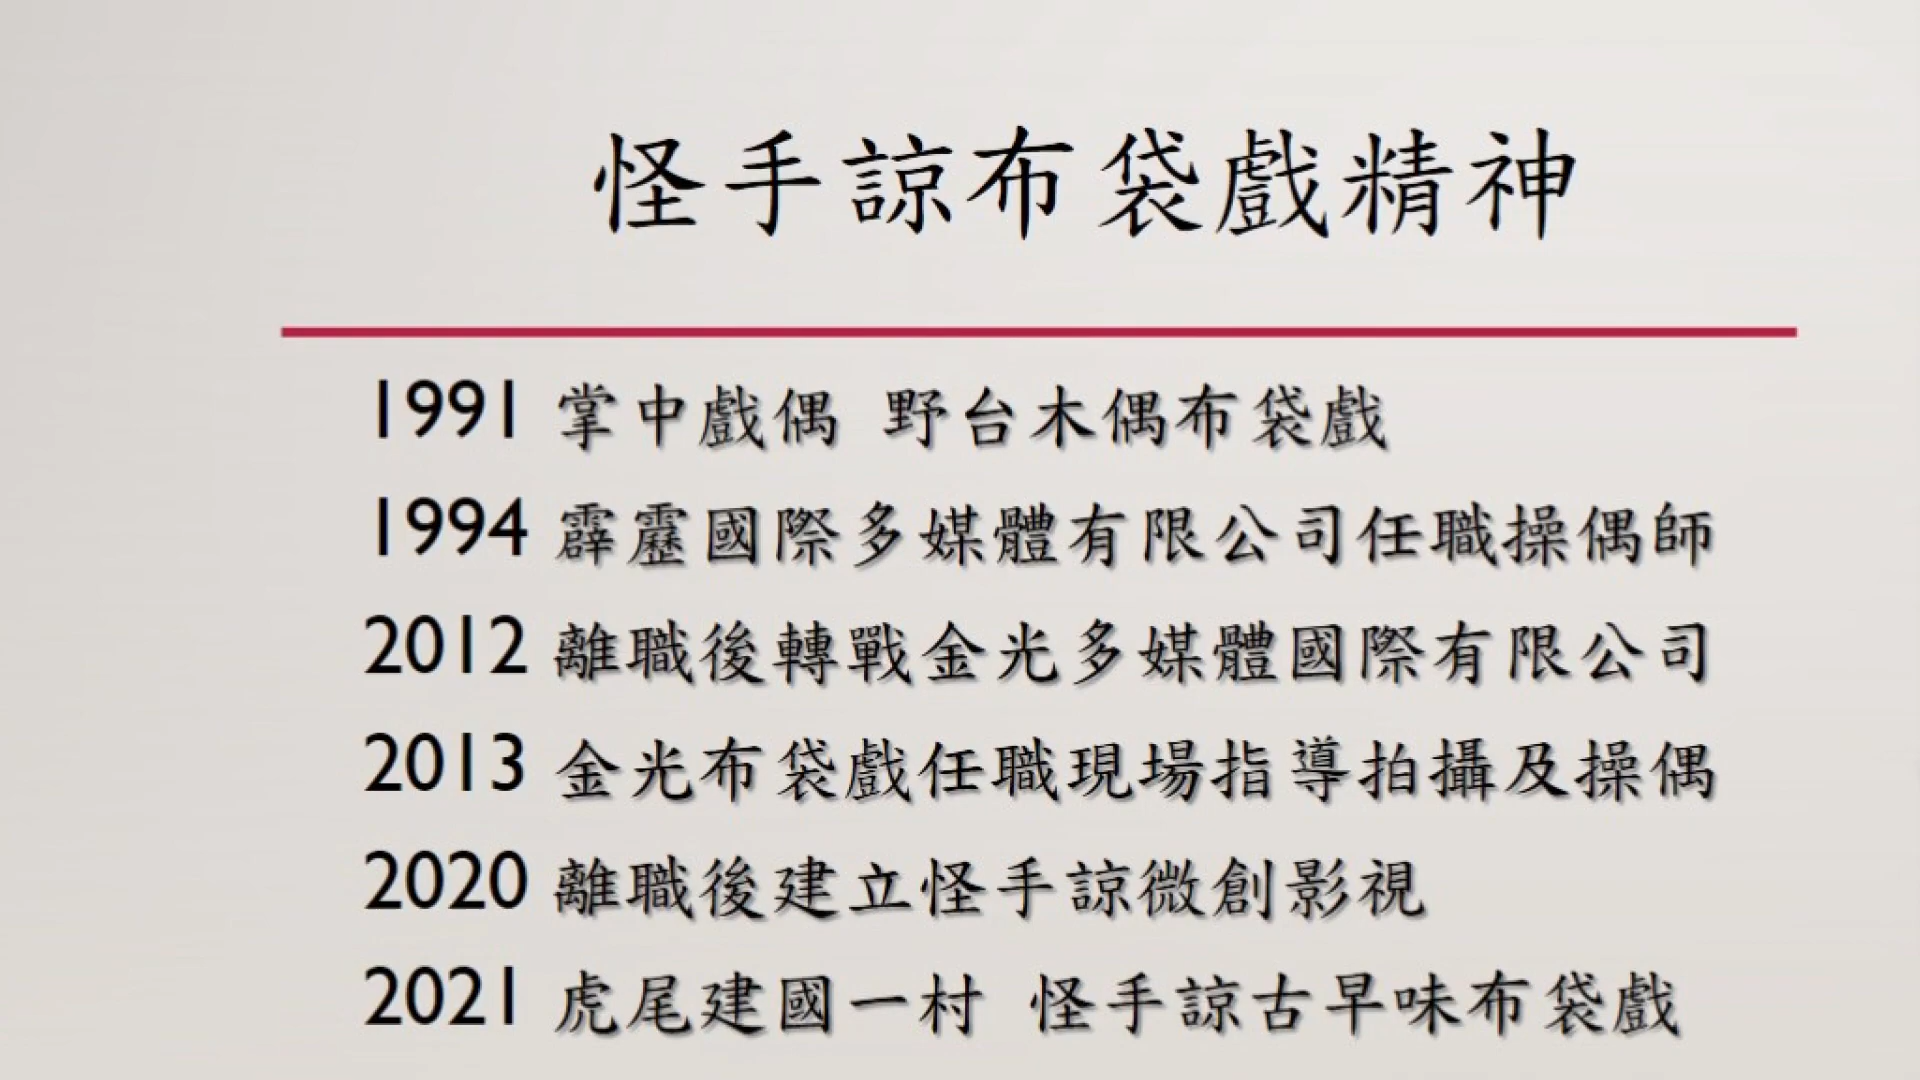 怪手諒布袋戲精神
1991 掌中戲偶 野台木偶布袋戲
1994 霹靂國際多媒體有限公司任職操偶師
2012 離職後轉戰金光多媒體國際有限公司
2013 金光布袋戲任職現場指導拍攝及操偶
2020 離職後建立怪手諒微創影視
2021 虎尾建國一村 怪手諒古早味布袋戲